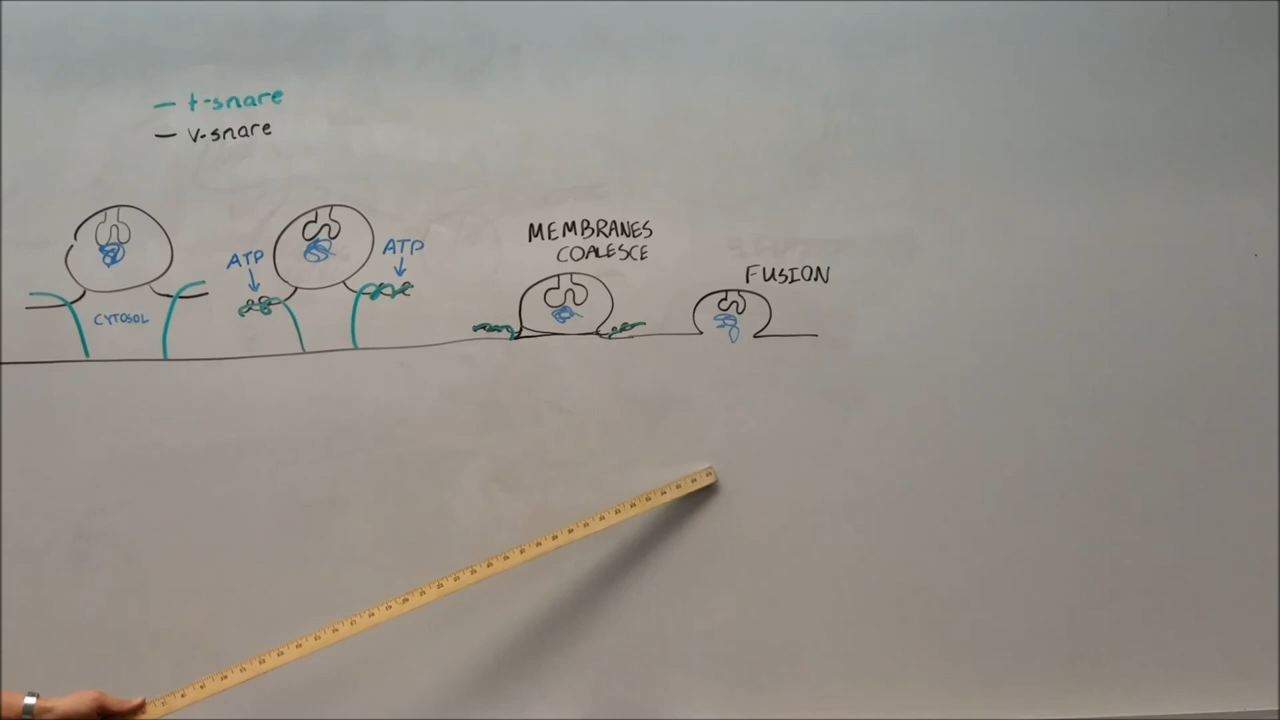 t-snare
v-snare
MEMBRANES
COALESCE
ATP
ATP
FUSION
CYTOSOL